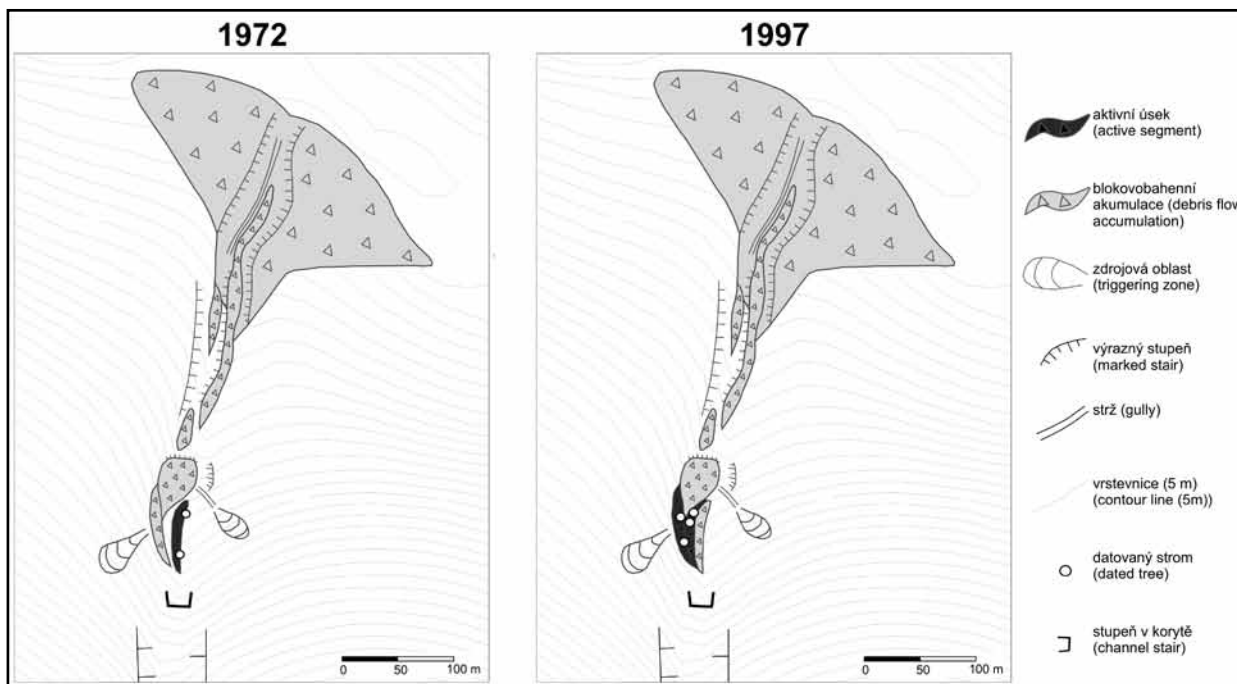 1972
1997
aktivní úsek
(active segment)
blokovobahenní
akumulace (debris flow
accumulation)
zdrojová oblast
(triggering zone)
výrazný stupeň
(marked stair)
strž (gully)
vrstevnice (5 m)
(contour line (5m))
datovaný strom
(dated tree)
stupeň v korytě
(channel stair)
0 50 100 m
0 50 100 m